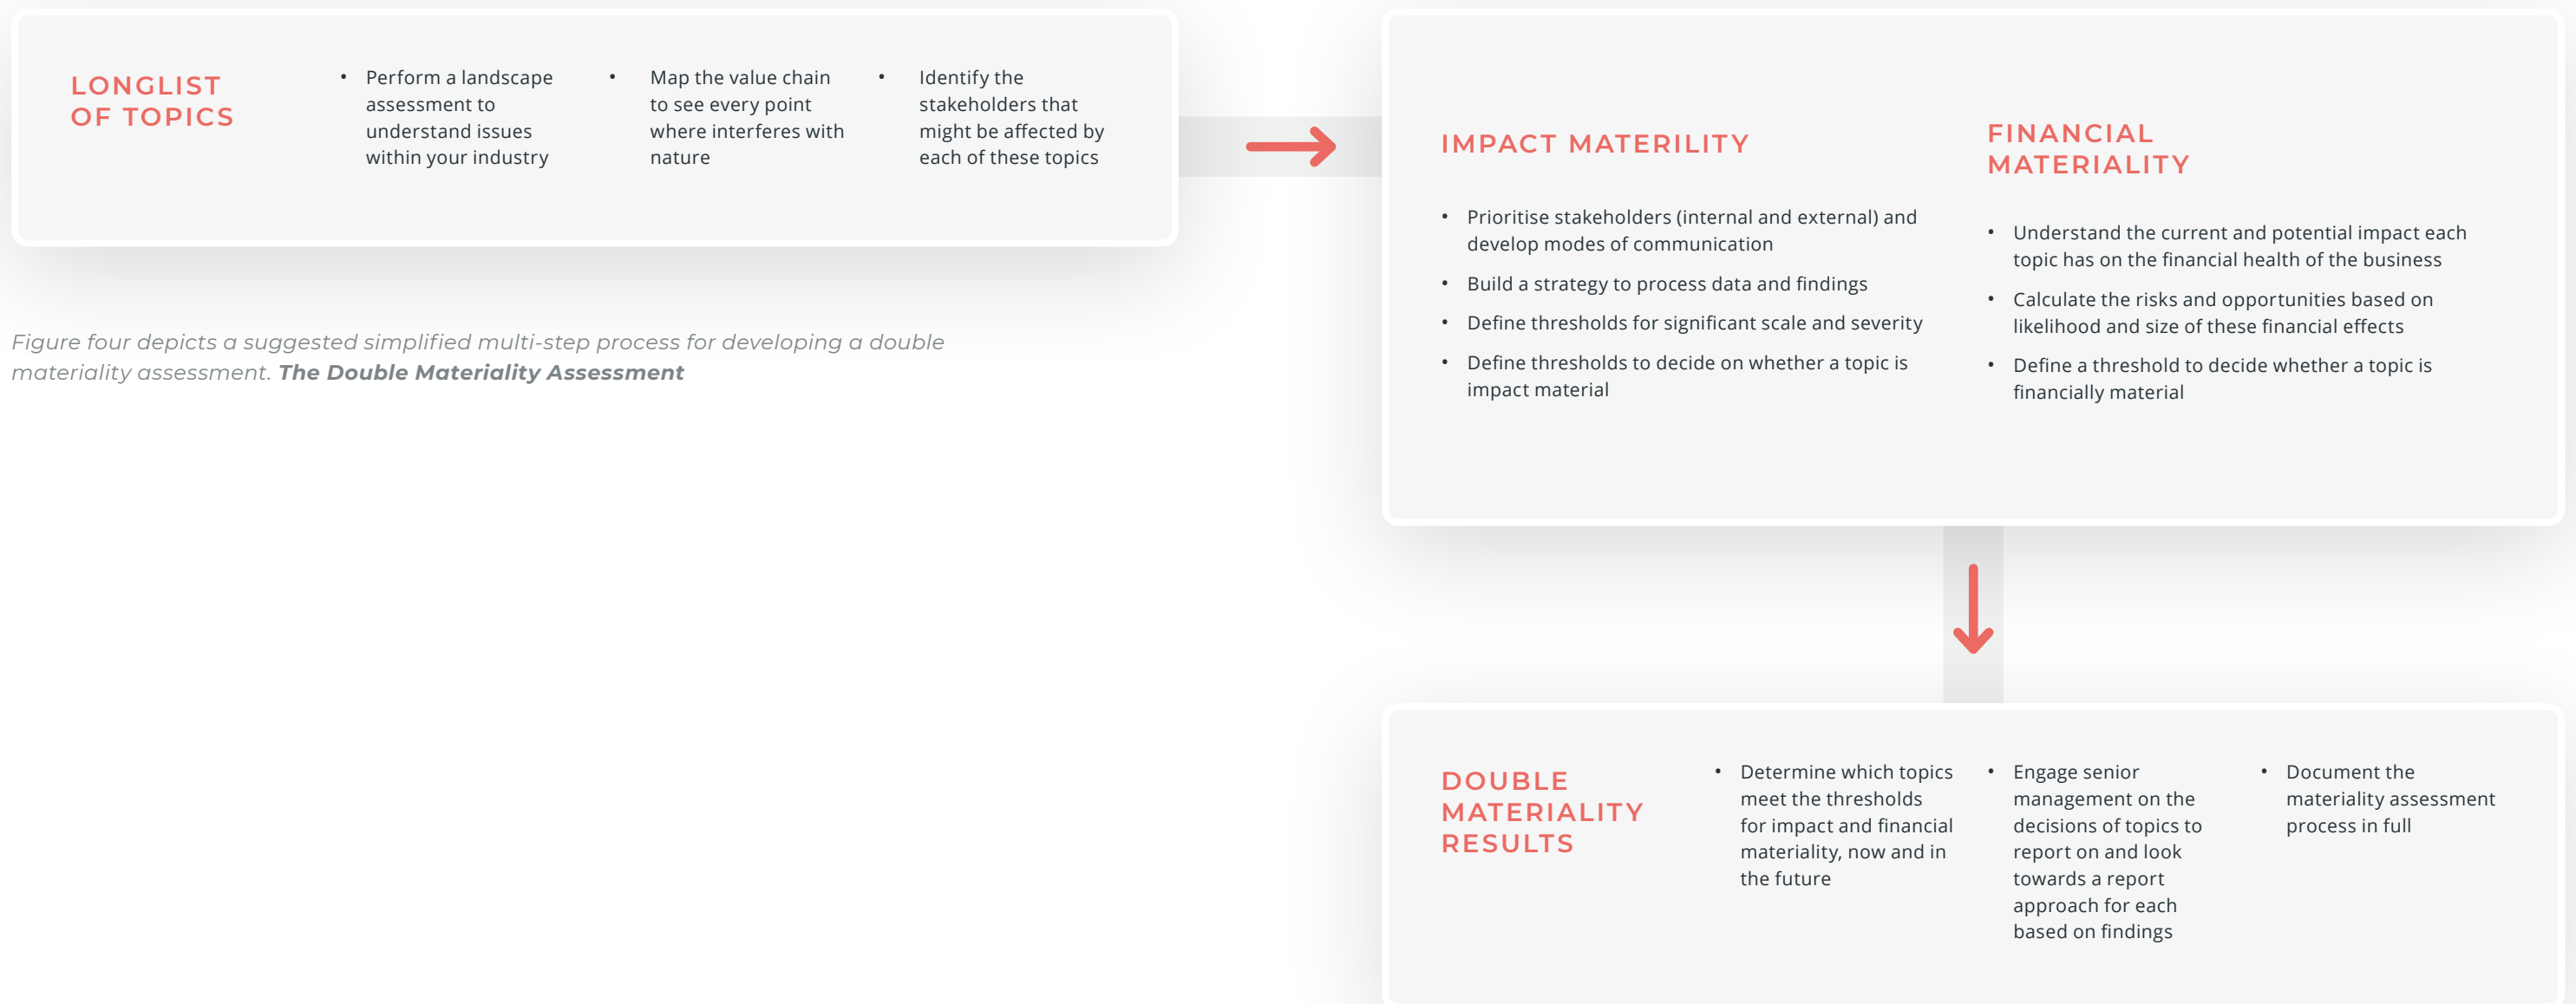 LONGLIST
OF TOPICS
• Perform a landscape
assessment to
understand issues
within your industry
• Map the value chain
to see every point
where interferes with
nature
• Identify the
stakeholders that
might be affected by
each of these topics
Figure four depicts a suggested simplified multi-step process for developing a double
materiality assessment. The Double Materiality Assessment
IMPACT MATERILITY
• Prioritise stakeholders (internal and external) and
develop modes of communication
• Build a strategy to process data and findings
• Define thresholds for significant scale and severity
• Define thresholds to decide on whether a topic is
impact material
FINANCIAL
MATERIALITY
• Understand the current and potential impact each
topic has on the financial health of the business
• Calculate the risks and opportunities based on
likelihood and size of these financial effects
• Define a threshold to decide whether a topic is
financially material
DOUBLE
MATERIALITY
RESULTS
• Determine which topics
meet the thresholds
for impact and financial
materiality, now and in
the future
• Engage senior
management on the
decisions of topics to
report on and look
towards a report
approach for each
based on findings
• Document the
materiality assessment
process in full